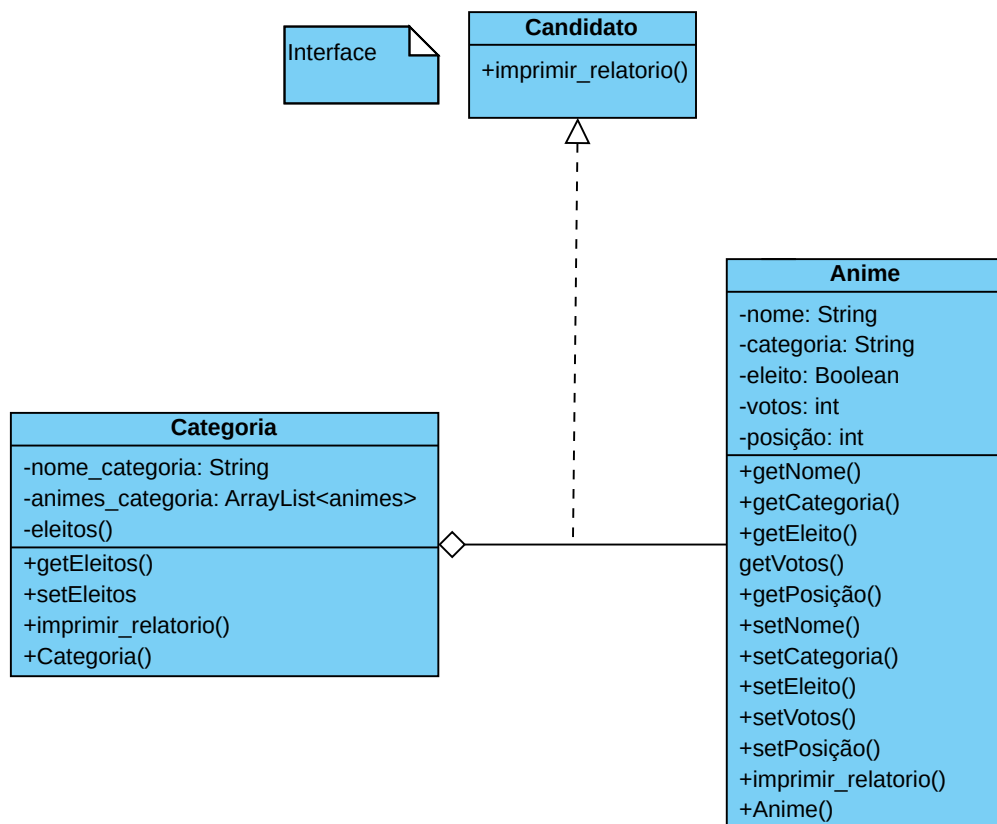 Interface
Candidato
+imprimir_relatorio()
Categoria
-nome_categoria: String
-animes_categoria: ArrayList<animes>
-eleitos()
+getEleitos()
+setEleitos
+imprimir_relatorio()
+Categoria()
Anime
-nome: String
-categoria: String
-eleito: Boolean
-votos: int
-posição: int
+getNome()
+getCategoria()
+getEleito()
getVotos()
+getPosição()
+setNome()
+setCategoria()
+setEleito()
+setVotos()
+setPosição()
+imprimir_relatorio()
+Anime()